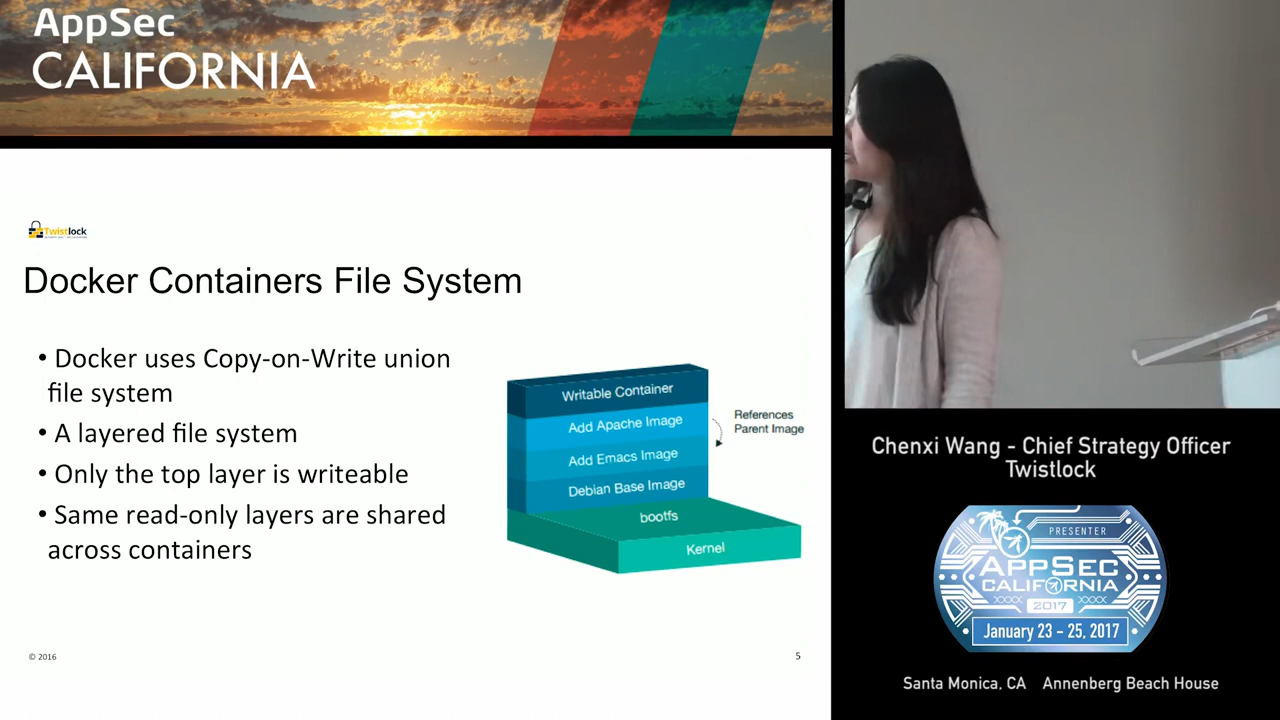 AppSec
CALIFORNIA
Twistlock
Docker Containers File System
• Docker uses Copy-on-Write union
file system
• A layered file system
• Only the top layer is writeable
• Same read-only layers are shared
across containers
Writable Container
Add Apache Image
Add Emacs Image
Debian Base Image
bootfs
Kernel
References
Parent Image
© 2016
5
Chenxi Wang - Chief Strategy Officer
Twistlock
PRESENTER
APPSEC
CALIFORNIA
2017
January 23 - 25, 2017
Santa Monica, CA Annenberg Beach House